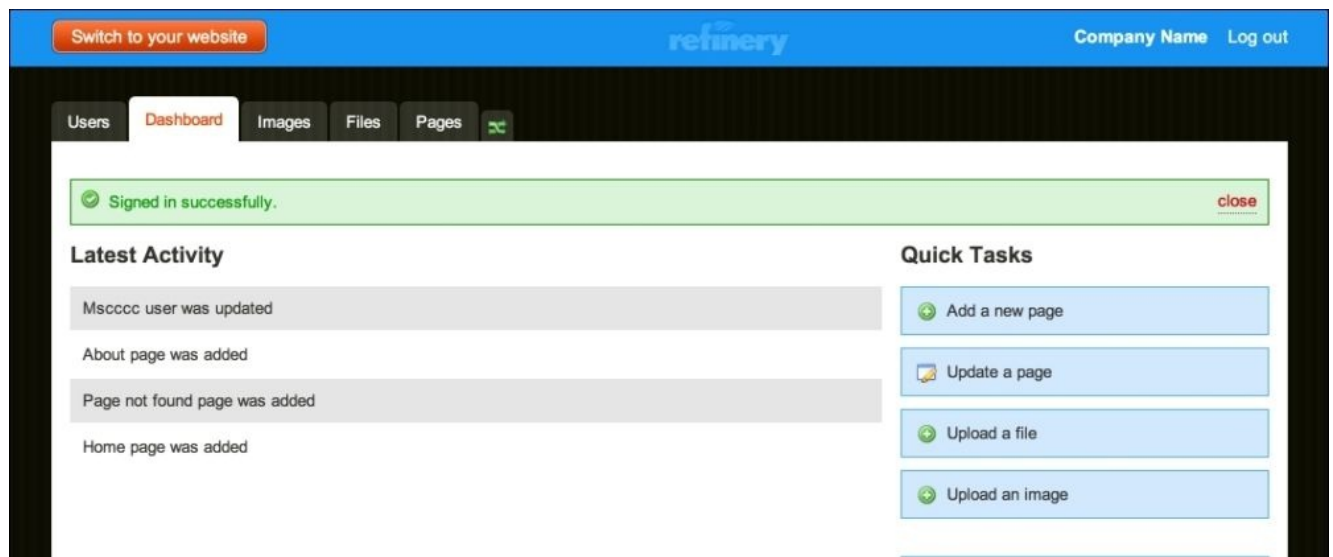 Switch to your website
refinery
Company Name Log out
Users Dashboard Images Files Pages
Signed in successfully. close
Latest Activity
Mscccc user was updated
About page was added
Page not found page was added
Home page was added
Quick Tasks
Add a new page
Update a page
Upload a file
Upload an image